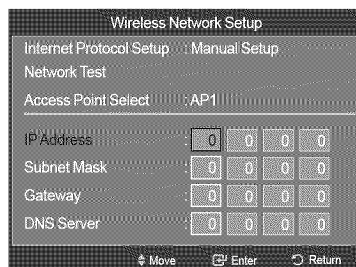 Wireless Network Setup
Internet Protocol Setup : Manual Setup
Network Test
Access Point Select : AP1
IP Address : 0 0 0 0
Subnet Mask : 0 0 0 0
Gateway : 0 0 0 0
DNS Server : 0 0 0 0
Move Enter Return